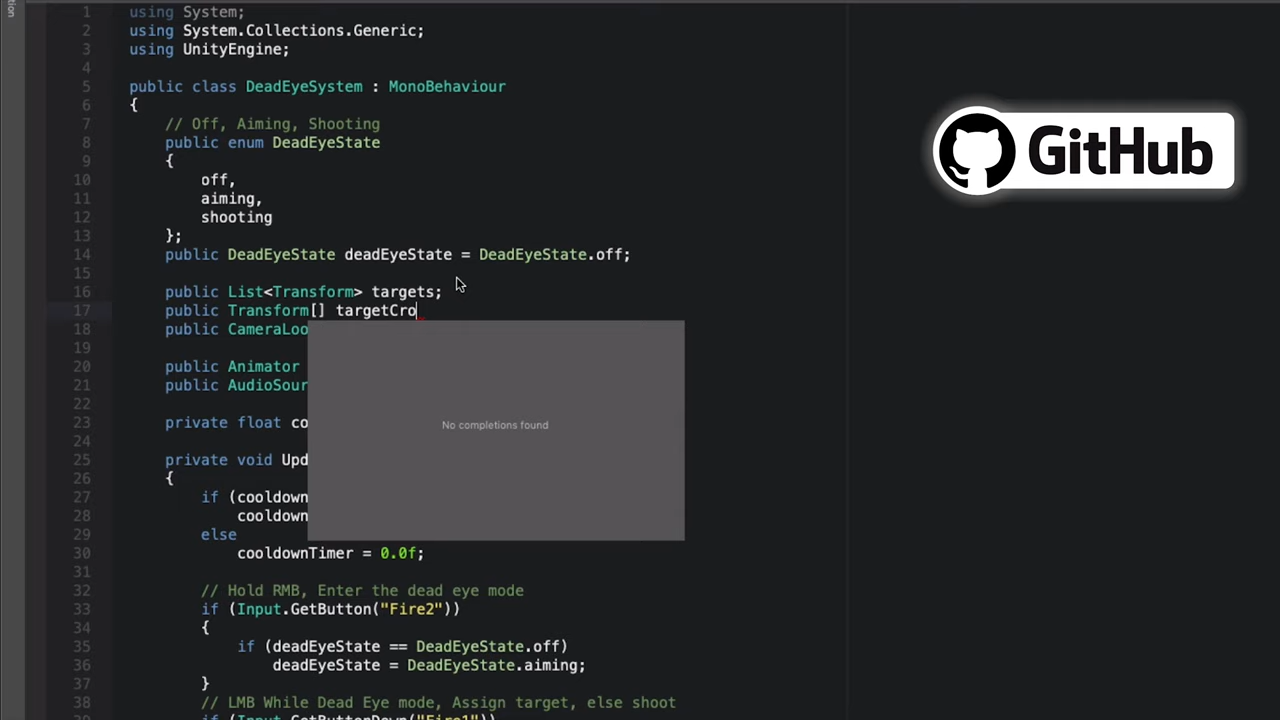 tion
1 using System;
2 using System.Collections.Generic;
3 using UnityEngine;
4
5 public class DeadEyeSystem : MonoBehaviour
6 {
7 // Off, Aiming, Shooting
8 public enum DeadEyeState
9 {
10 off,
11 aiming,
12 shooting
13 };
14 public DeadEyeState deadEyeState = DeadEyeState.off;
15
16 public List<Transform> targets;
17 public Transform[] targetCro
18 public CameraLoo
19
20 public Animator
21 public AudioSour
22
23 private float co
24
25 private void Upd
26 {
27 if (cooldown
28 cooldown
29 else
30 cooldownTimer = 0.0f;
31
32 // Hold RMB, Enter the dead eye mode
33 if (Input.GetButton("Fire2"))
34 {
35 if (deadEyeState == DeadEyeState.off)
36 deadEyeState = DeadEyeState.aiming;
37 }
38 // LMB While Dead Eye mode, Assign target, else shoot
39 if (Input.GetButtonDown("Fire1"))
No completions found
GitHub